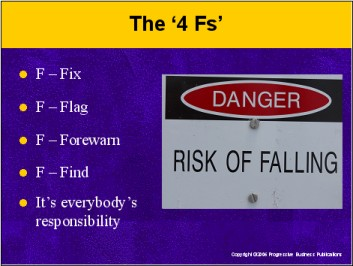 The ‘4 Fs’
F – Fix
F – Flag
F – Forewarn
F – Find
It’s everybody’s
responsibility
DANGER
RISK OF FALLING
Copyright ©2006 Progressive Business Publications